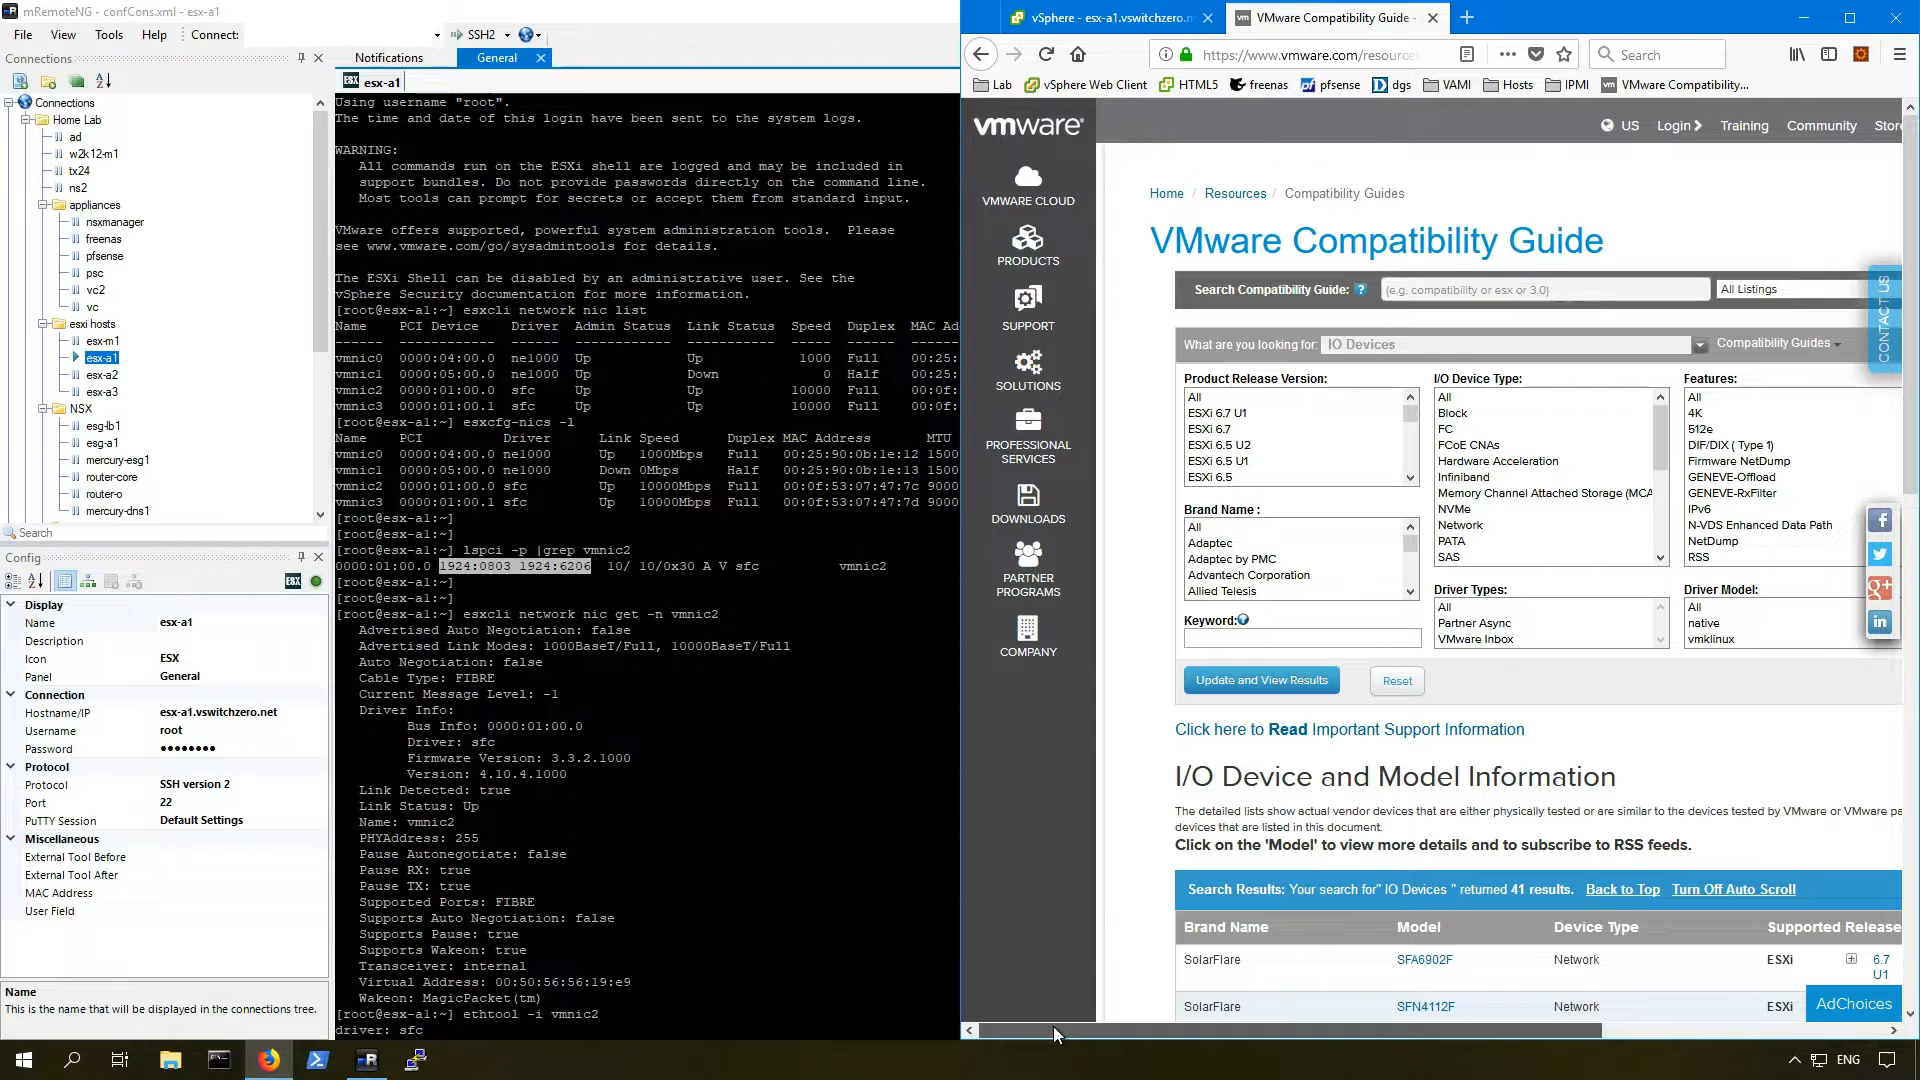 mRemoteNG - confCons.xml - esx-a1
File View Tools Help Connect: SSH2
Connections
Connections
Home Lab
ad
w2k12-m1
tx24
ns2
appliances
nsxmanager
freenas
pfsense
psc
vc2
vc
esxi hosts
esx-m1
esx-a1
esx-a2
esx-a3
NSX
esg-lb1
esg-a1
mercury-esg1
router-core
router-o
mercury-dns1
Search
Config
ESX
Display
Name esx-a1
Description
Icon ESX
Panel General
Connection
Hostname/IP esx-a1.vswitchzero.net
Username root
Password ●●●●●●●●
Protocol
Protocol SSH version 2
Port 22
PuTTY Session Default Settings
Miscellaneous
External Tool Before
External Tool After
MAC Address
User Field
Name
This is the name that will be displayed in the connections tree.
Notifications General
ESX esx-a1
Using username "root".
The time and date of this login have been sent to the system logs.
WARNING:
All commands run on the ESXi shell are logged and may be included in
support bundles. Do not provide passwords directly on the command line.
Most tools can prompt for secrets or accept them from standard input.
VMware offers supported, powerful system administration tools. Please
see www.vmware.com/go/sysadmintools for details.
The ESXi Shell can be disabled by an administrative user. See the
vSphere Security documentation for more information.
[root@esx-a1:~] esxcli network nic list
Name PCI Device Driver Admin Status Link Status Speed Duplex MAC Ad
------ ------------ ------ ------------ ----------- ----- ------ ------
vmnic0 0000:04:00.0 ne1000 Up Up 1000 Full 00:25:
vmnic1 0000:05:00.0 ne1000 Up Down 0 Half 00:25:
vmnic2 0000:01:00.0 sfc Up Up 10000 Full 00:0f:
vmnic3 0000:01:00.1 sfc Up Up 10000 Full 00:0f:
[root@esx-a1:~] esxcfg-nics -l
Name PCI Driver Link Speed Duplex MAC Address MTU
vmnic0 0000:04:00.0 ne1000 Up 1000Mbps Full 00:25:90:0b:1e:12 1500
vmnic1 0000:05:00.0 ne1000 Down 0Mbps Half 00:25:90:0b:1e:13 1500
vmnic2 0000:01:00.0 sfc Up 10000Mbps Full 00:0f:53:07:47:7c 9000
vmnic3 0000:01:00.1 sfc Up 10000Mbps Full 00:0f:53:07:47:7d 9000
[root@esx-a1:~]
[root@esx-a1:~]
[root@esx-a1:~] lspci -p |grep vmnic2
0000:01:00.0 1924:0803 1924:6206 10/ 10/0x30 A V sfc vmnic2
[root@esx-a1:~]
[root@esx-a1:~]
[root@esx-a1:~] esxcli network nic get -n vmnic2
Advertised Auto Negotiation: false
Advertised Link Modes: 1000BaseT/Full, 10000BaseT/Full
Auto Negotiation: false
Cable Type: FIBRE
Current Message Level: -1
Driver Info:
Bus Info: 0000:01:00.0
Driver: sfc
Firmware Version: 3.3.2.1000
Version: 4.10.4.1000
Link Detected: true
Link Status: Up
Name: vmnic2
PHYAddress: 255
Pause Autonegotiate: false
Pause RX: true
Pause TX: true
Supported Ports: FIBRE
Supports Auto Negotiation: false
Supports Pause: true
Supports Wakeon: true
Transceiver: internal
Virtual Address: 00:50:56:56:19:e9
Wakeon: MagicPacket(tm)
[root@esx-a1:~] ethtool -i vmnic2
driver: sfc
vSphere - esx-a1.vswitchzero.n
vm VMware Compatibility Guide -
https://www.vmware.com/resource
Search
Lab vSphere Web Client HTML5 freenas pfsense dgs VAMI Hosts IPMI VMware Compatibility...
vmware
US Login Training Community Store
VMWARE CLOUD
PRODUCTS
SUPPORT
SOLUTIONS
PROFESSIONAL
SERVICES
DOWNLOADS
PARTNER
PROGRAMS
COMPANY
Home / Resources / Compatibility Guides
VMware Compatibility Guide
Search Compatibility Guide: ? (e.g. compatibility or esx or 3.0) All Listings
What are you looking for: IO Devices Compatibility Guides
CONTACT US
Product Release Version:
All
ESXi 6.7 U1
ESXi 6.7
ESXi 6.5 U2
ESXi 6.5 U1
ESXi 6.5
I/O Device Type:
All
Block
FC
FCoE CNAs
Hardware Acceleration
Infiniband
Memory Channel Attached Storage (MCA
NVMe
Network
PATA
SAS
Features:
All
4K
512e
DIF/DIX ( Type 1)
Firmware NetDump
GENEVE-Offload
GENEVE-RxFilter
IPv6
N-VDS Enhanced Data Path
NetDump
RSS
Brand Name :
All
Adaptec
Adaptec by PMC
Advantech Corporation
Allied Telesis
Keyword: ?
Driver Types:
All
Partner Async
VMware Inbox
Driver Model:
All
native
vmklinux
Update and View Results Reset
Click here to Read Important Support Information
I/O Device and Model Information
The detailed lists show actual vendor devices that are either physically tested or are similar to the devices tested by VMware or VMware pa
devices that are listed in this document.
Click on the 'Model' to view more details and to subscribe to RSS feeds.
Search Results: Your search for" IO Devices " returned 41 results. Back to Top Turn Off Auto Scroll
Brand Name Model Device Type Supported Release
SolarFlare SFA6902F Network ESXi 6.7
U1
SolarFlare SFN4112F Network ESXi
AdChoices
ENG